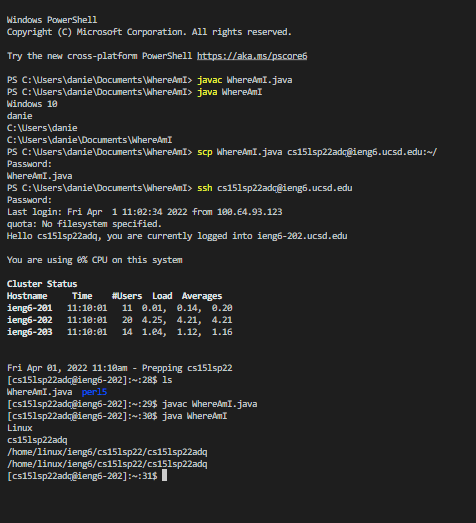 Windows PowerShell
Copyright (C) Microsoft Corporation. All rights reserved.
Try the new cross-platform PowerShell https://aka.ms/pscore6
PS C:\Users\danie\Documents\WhereAmI> javac WhereAmI.java
PS C:\Users\danie\Documents\WhereAmI> java WhereAmI
Windows 10
danie
C:\Users\danie
C:\Users\danie\Documents\WhereAmI
PS C:\Users\danie\Documents\WhereAmI> scp WhereAmI.java cs15lsp22adc@ieng6.ucsd.edu:~/
Password:
WhereAmI.java
PS C:\Users\danie\Documents\WhereAmI> ssh cs15lsp22adc@ieng6.ucsd.edu
Password:
Last login: Fri Apr  1 11:02:34 2022 from 100.64.93.123
quota: No filesystem specified.
Hello cs15lsp22adq, you are currently logged into ieng6-202.ucsd.edu
You are using 0% CPU on this system
Cluster Status
Hostname     Time    #Users  Load  Averages
ieng6-201   11:10:01   11  0.01,  0.14,  0.20
ieng6-202   11:10:01   20  4.25,  4.21,  4.21
ieng6-203   11:10:01   14  1.04,  1.12,  1.16
Fri Apr 01, 2022 11:10am - Prepping cs15lsp22
[cs15lsp22adc@ieng6-202]:~:28$ ls
WhereAmI.java  perl5
[cs15lsp22adc@ieng6-202]:~:29$ javac WhereAmI.java
[cs15lsp22adc@ieng6-202]:~:30$ java WhereAmI
Linux
cs15lsp22adq
/home/linux/ieng6/cs15lsp22/cs15lsp22adq
/home/linux/ieng6/cs15lsp22/cs15lsp22adq
[cs15lsp22adc@ieng6-202]:~:31$